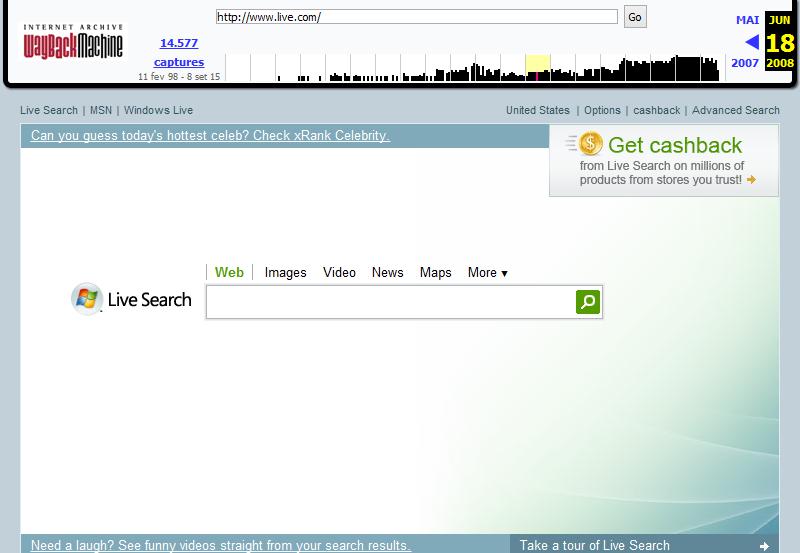 INTERNET ARCHIVE
WayBackMachine
http://www.live.com/
Go
14.577
captures
11 fev 98 - 8 set 15
MAI
JUN
18
2007
2008
Live Search | MSN | Windows Live
United States | Options | cashback | Advanced Search
Can you guess today's hottest celeb? Check xRank Celebrity.
Get cashback
from Live Search on millions of
products from stores you trust!
Web Images Video News Maps More
Live Search
Need a laugh? See funny videos straight from your search results.
Take a tour of Live Search